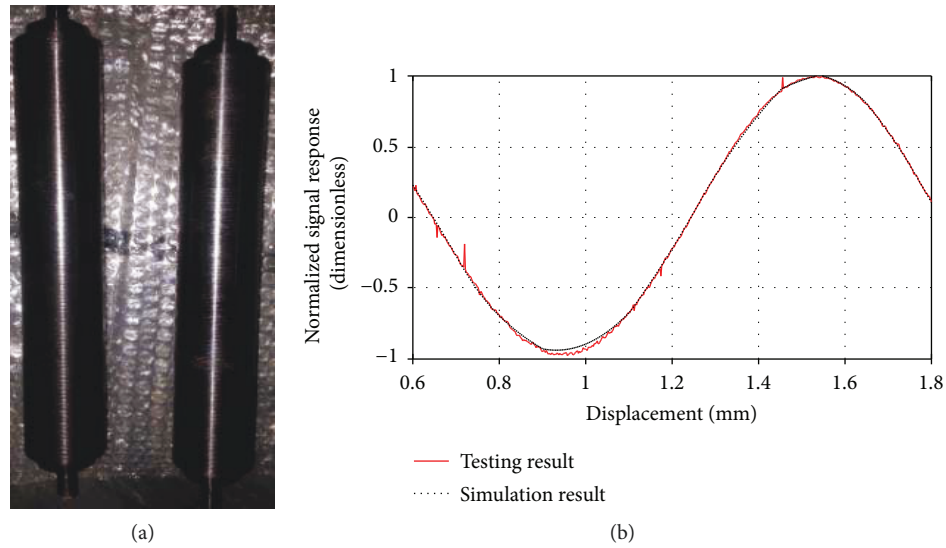 Normalized signal response
(dimensionless)
1
0.5
0
−0.5
−1
0.6
0.8
1
1.2
1.4
1.6
1.8
Displacement (mm)
Testing result
Simulation result
(a)
(b)